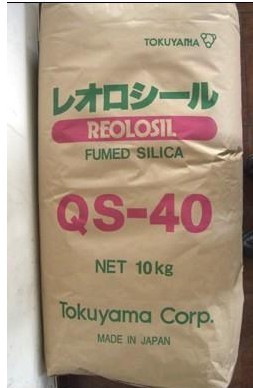 TOKUYAMA
レオロシール
REOLOSIL
FUMED SILICA
QS-40
NET 10kg
Tokuyama Corp.
MADE IN JAPAN